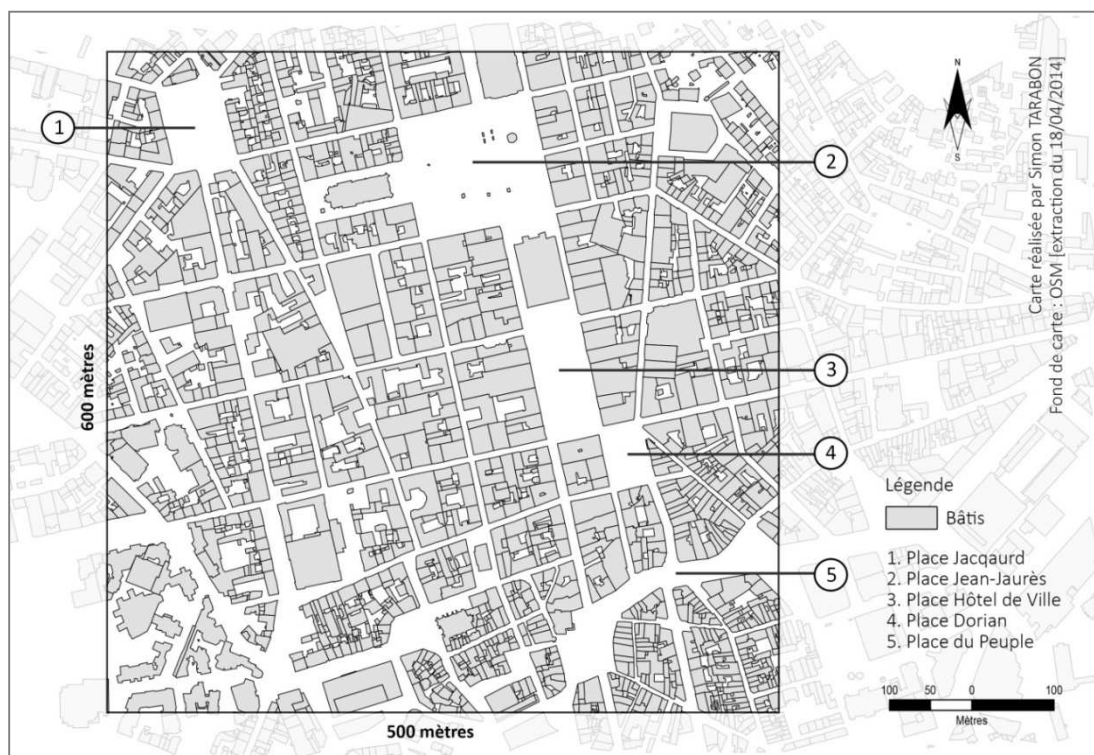 1
2
3
4
5
600 mètres
500 mètres
N
S
Carte réalisée par Simon TARABON
Fond de carte : OSM [extraction du 18/04/2014]
Légende
Bâtis
1. Place Jacqaurd
2. Place Jean-Jaurès
3. Place Hôtel de Ville
4. Place Dorian
5. Place du Peuple
100 50 0 100
Mètres